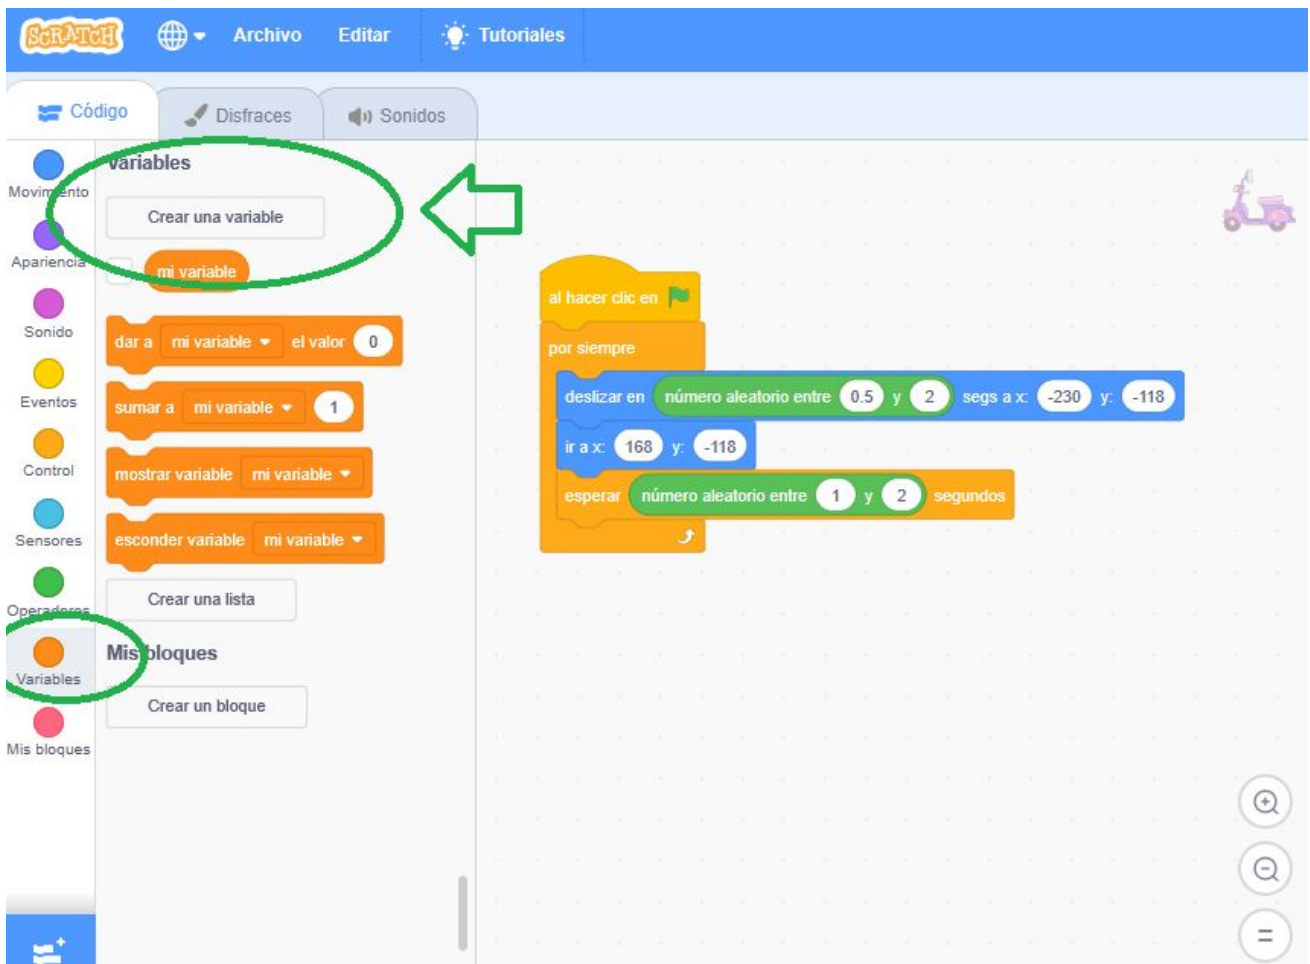 SCRATCH Archivo Editar Tutoriales
Código Disfraces Sonidos
Movimiento
Apariencia
Sonido
Eventos
Control
Sensores
Operadores
Variables
Mis bloques
Variables
Crear una variable
mi variable
dar a mi variable el valor 0
sumar a mi variable 1
mostrar variable mi variable
esconder variable mi variable
Crear una lista
Mis bloques
Crear un bloque
al hacer clic en
por siempre
deslizar en número aleatorio entre 0.5 y 2 segs a x: -230 y: -118
ir a x: 168 y: -118
esperar número aleatorio entre 1 y 2 segundos